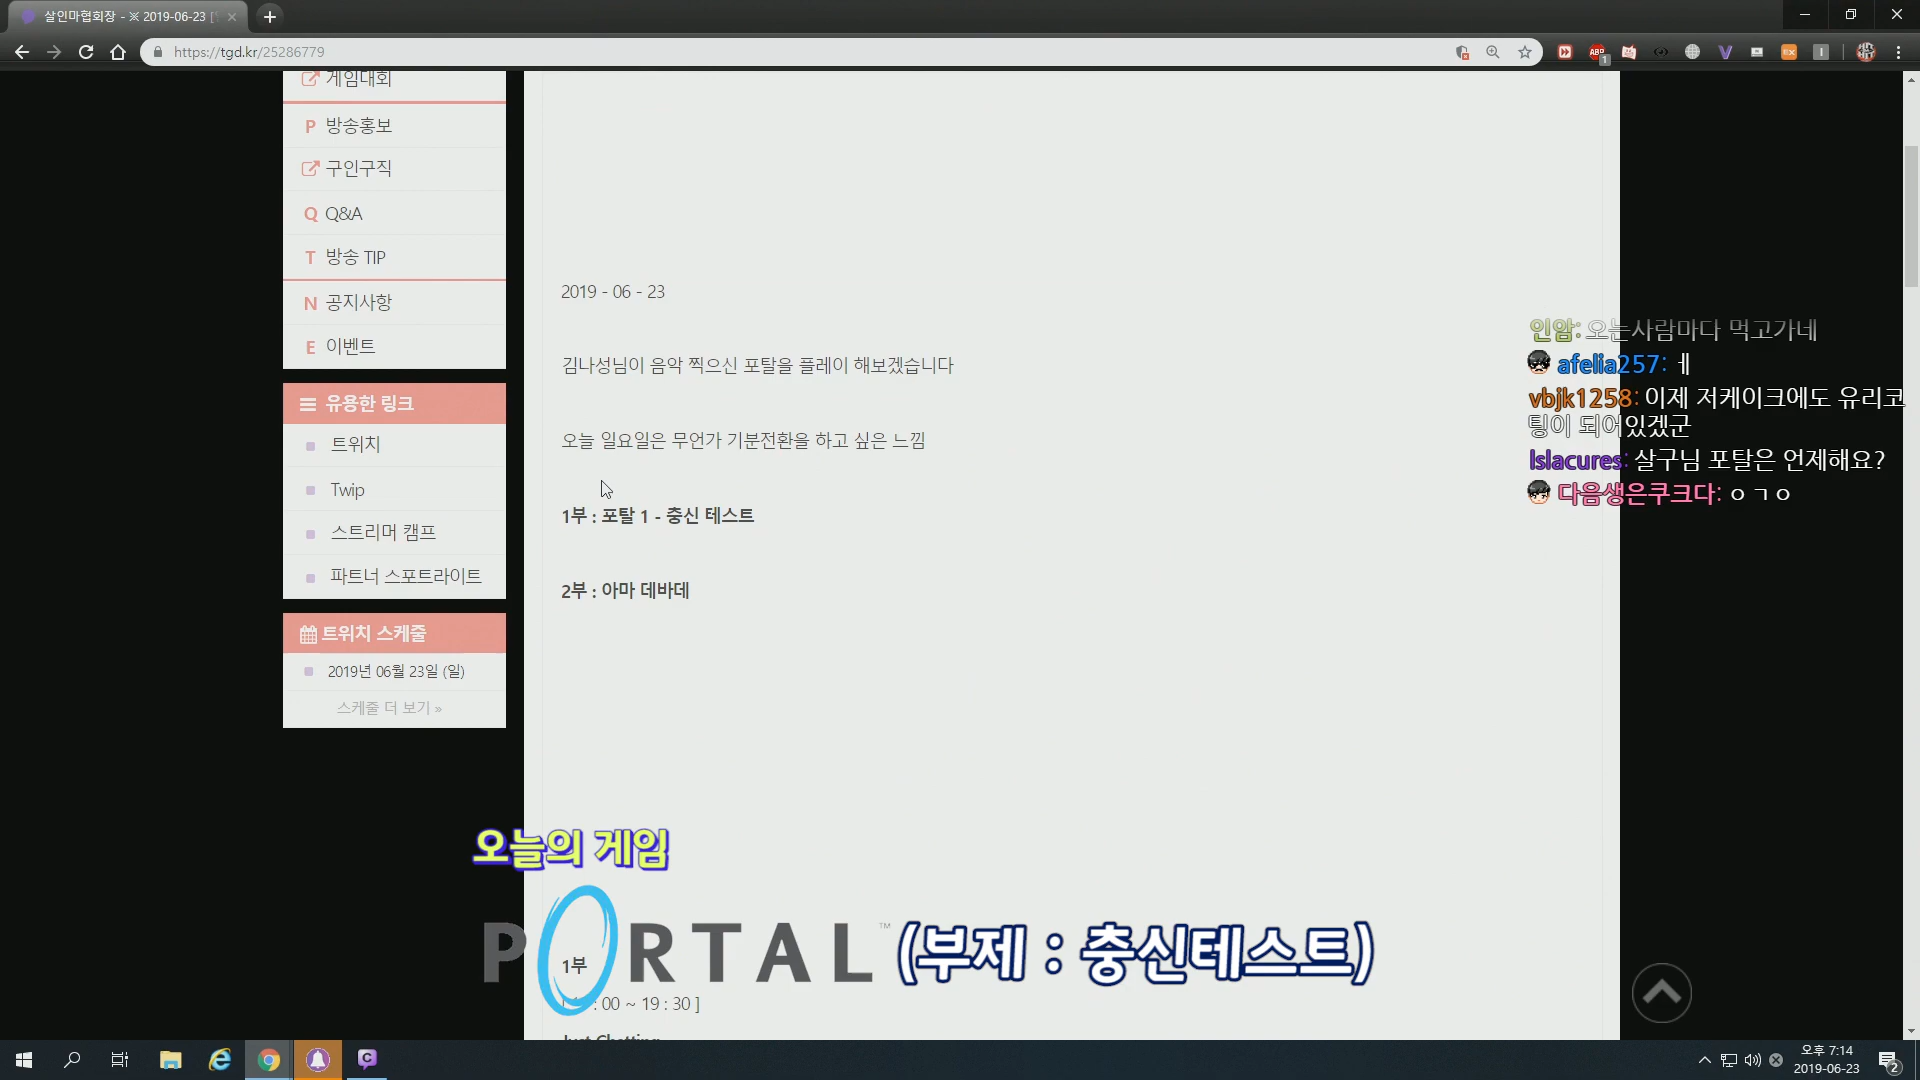 살인마협회장 - ※ 2019-06-23 [
https://tgd.kr/25286779
게임대회
P 방송홍보
구인구직
Q Q&A
T 방송 TIP
N 공지사항
E 이벤트
유용한 링크
트위치
Twip
스트리머 캠프
파트너 스포트라이트
트위치 스케줄
2019년 06월 23일 (일)
스케줄 더 보기 »
2019 - 06 - 23
김나성님이 음악 찍으신 포탈을 플레이 해보겠습니다
오늘 일요일은 무언가 기분전환을 하고 싶은 느낌
1부 : 포탈 1 - 충신 테스트
2부 : 아마 데바데
인암: 오는사람마다 먹고가네
afelia257: ㅔ
vbjk1258: 이제 저케이크에도 유리코
팅이 되어있겠군
lslacures: 살구님 포탈은 언제해요?
다음생은쿠크다: ㅇㄱㅇ
오늘의 게임
PORTAL™ (부제 : 충신테스트)
1부
: 00 ~ 19 : 30 ]
Just Chatting
오후 7:14
2019-06-23
2